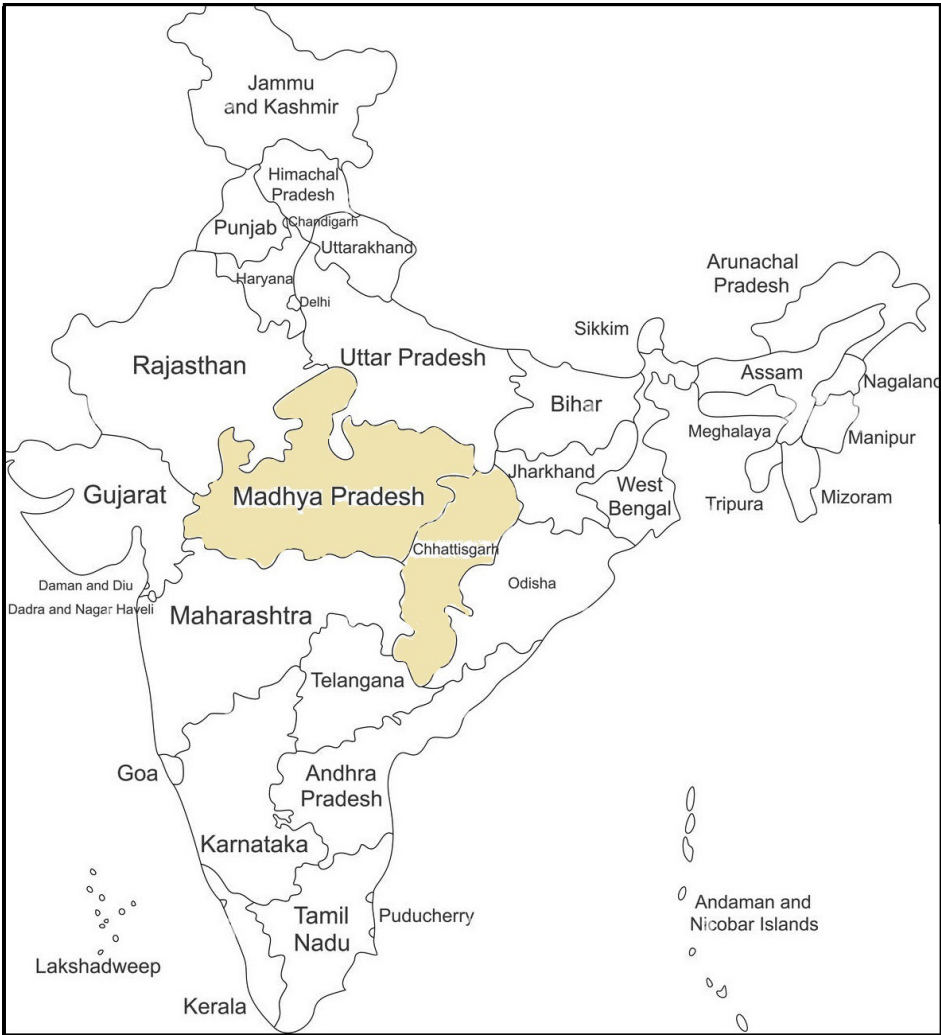 Jammu
and Kashmir
Himachal
Pradesh
Chandigarh
Punjab
Uttarakhand
Haryana
Delhi
Arunachal
Pradesh
Sikkim
Rajasthan
Uttar Pradesh
Assam
Nagaland
Bihar
Meghalaya
Manipur
Jharkhand
Gujarat
Madhya Pradesh
West
Bengal
Tripura
Mizoram
Chhattisgarh
Daman and Diu
Odisha
Dadra and Nagar Haveli
Maharashtra
Telangana
Goa
Andhra
Pradesh
Karnataka
Tamil
Nadu
Puducherry
Andaman and
Nicobar Islands
Lakshadweep
Kerala